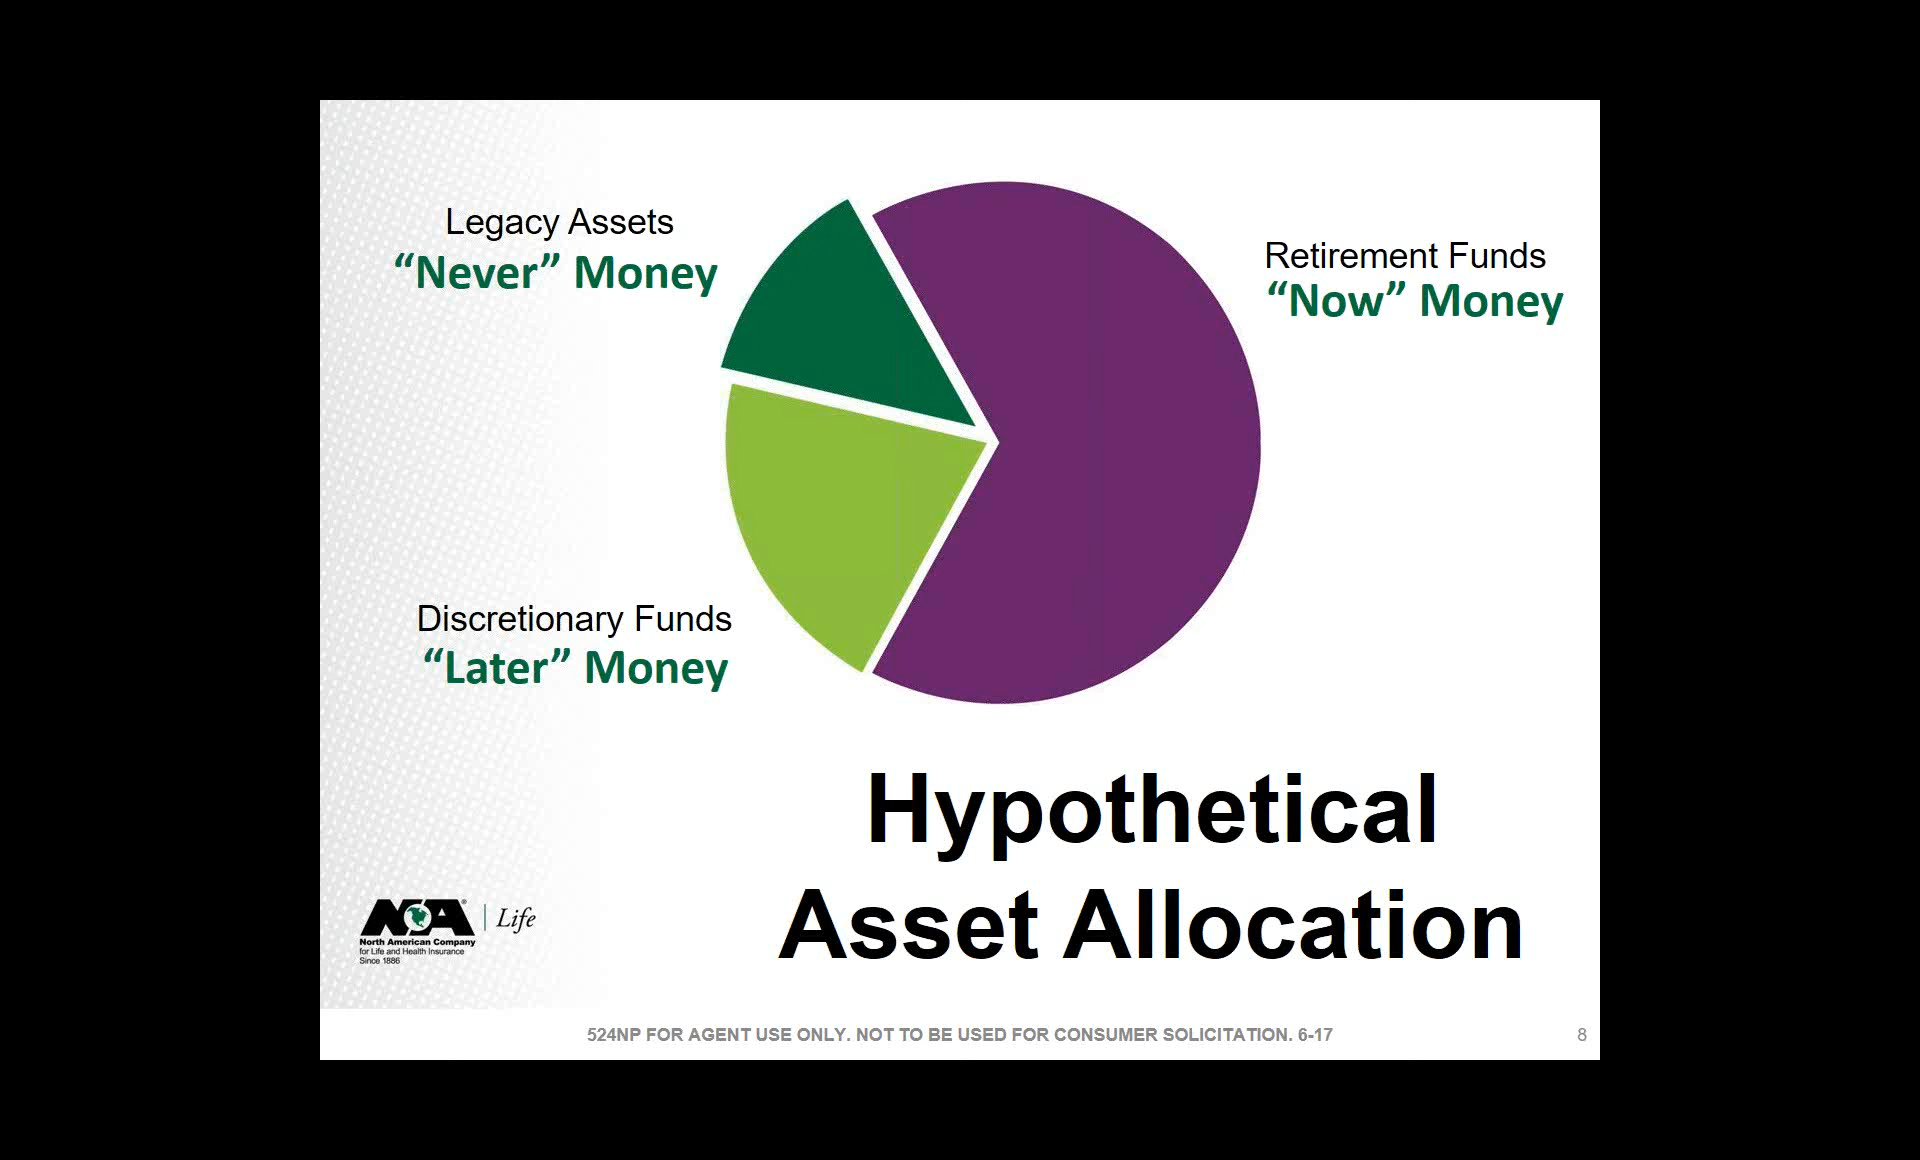 Legacy Assets
“Never” Money
Retirement Funds
“Now” Money
Discretionary Funds
“Later” Money
Hypothetical
Asset Allocation
NA® | Life
North American Company
for Life and Health Insurance
Since 1886
524NP FOR AGENT USE ONLY. NOT TO BE USED FOR CONSUMER SOLICITATION. 6-17
8